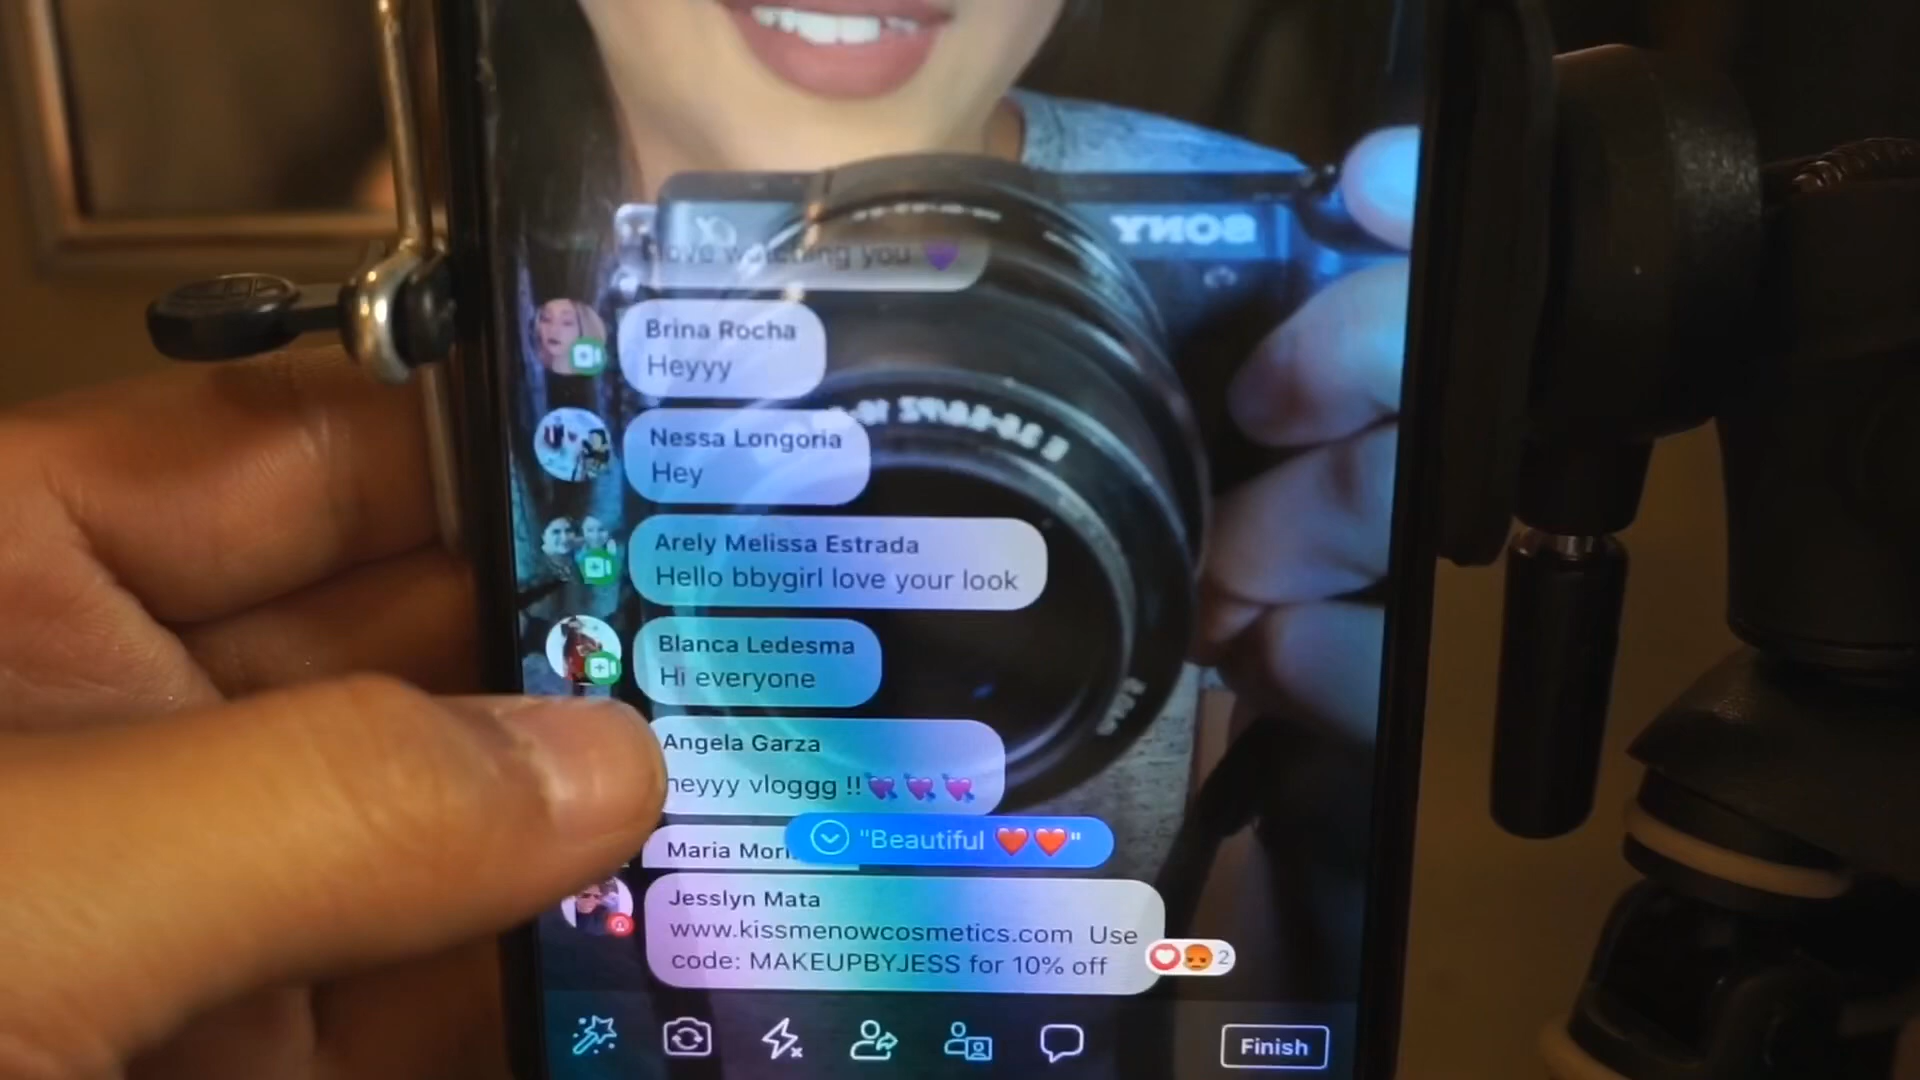 love watching you 💜
SONY
Brina Rocha
Heyyy
Nessa Longoria
Hey
Arely Melissa Estrada
Hello bbygirl love your look
Blanca Ledesma
Hi everyone
Angela Garza
heyyy vloggg !!💘💘💘
"Beautiful ❤️❤️"
Maria Mori...
Jesslyn Mata
www.kissmenowcosmetics.com Use
code: MAKEUPBYJESS for 10% off
2
Finish